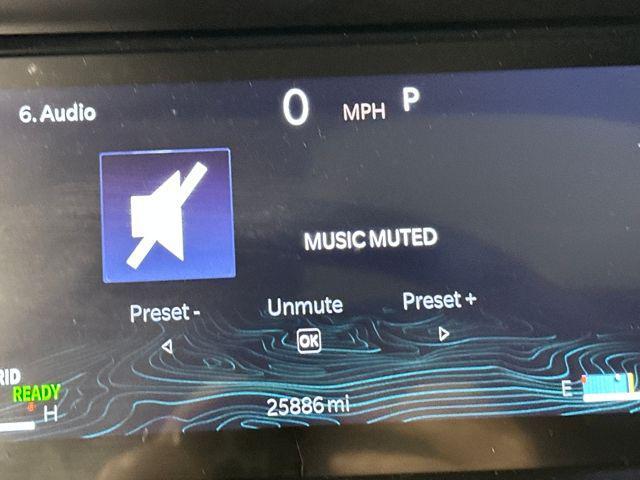 6. Audio
0 MPH P
MUSIC MUTED
Preset - Unmute Preset +
OK
RID
READY
H
E
25886 mi